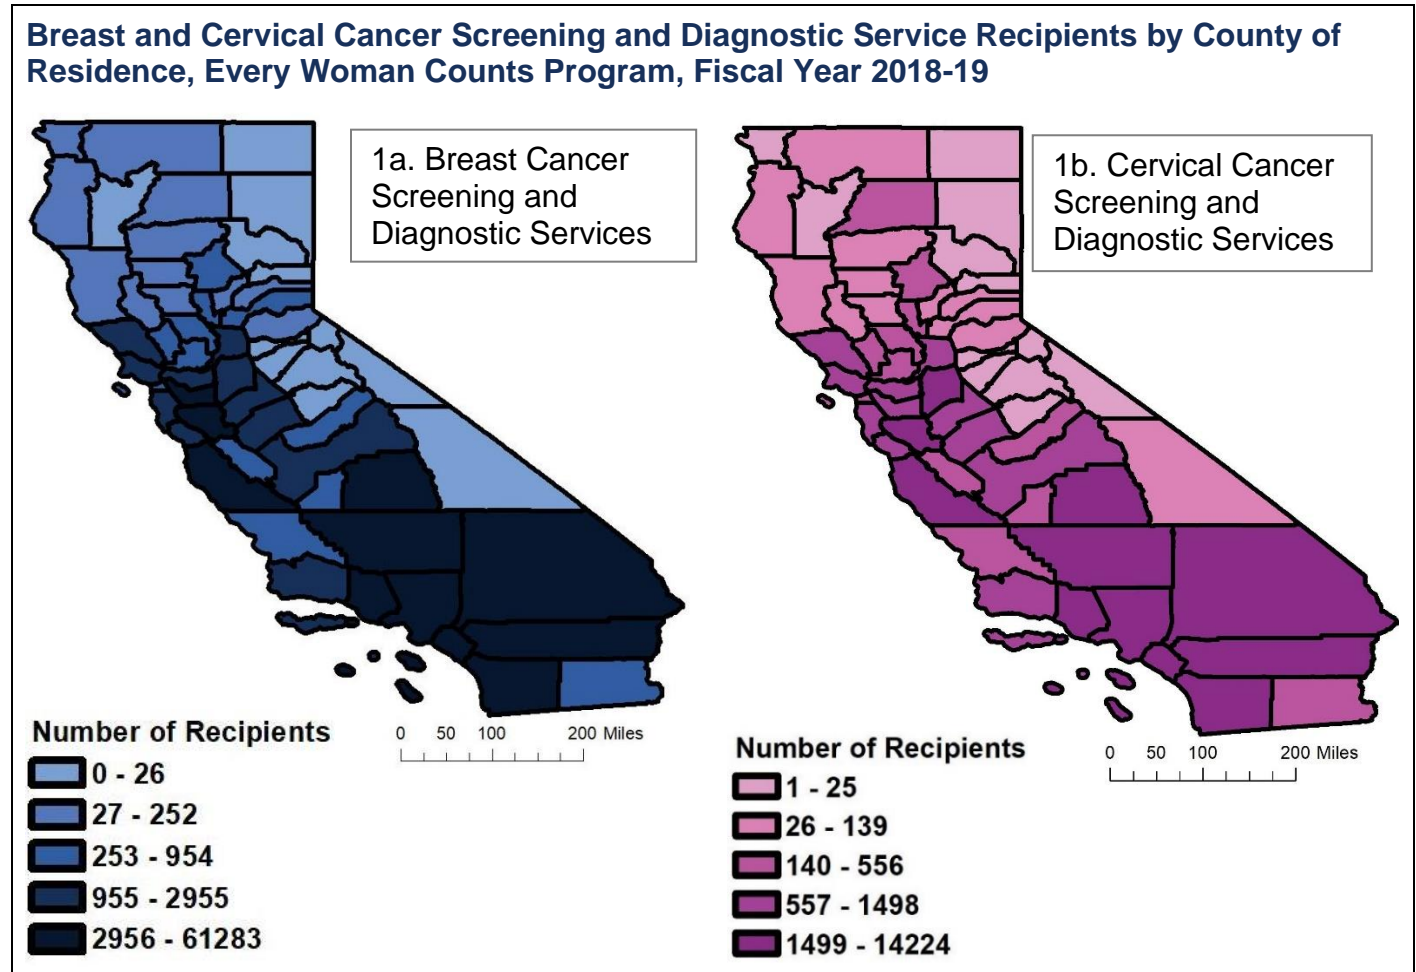 Breast and Cervical Cancer Screening and Diagnostic Service Recipients by County of
Residence, Every Woman Counts Program, Fiscal Year 2018-19
1a. Breast Cancer
Screening and
Diagnostic Services
Number of Recipients
0 - 26
27 - 252
253 - 954
955 - 2955
2956 - 61283
0 50 100 200 Miles
1b. Cervical Cancer
Screening and
Diagnostic Services
Number of Recipients
1 - 25
26 - 139
140 - 556
557 - 1498
1499 - 14224
0 50 100 200 Miles